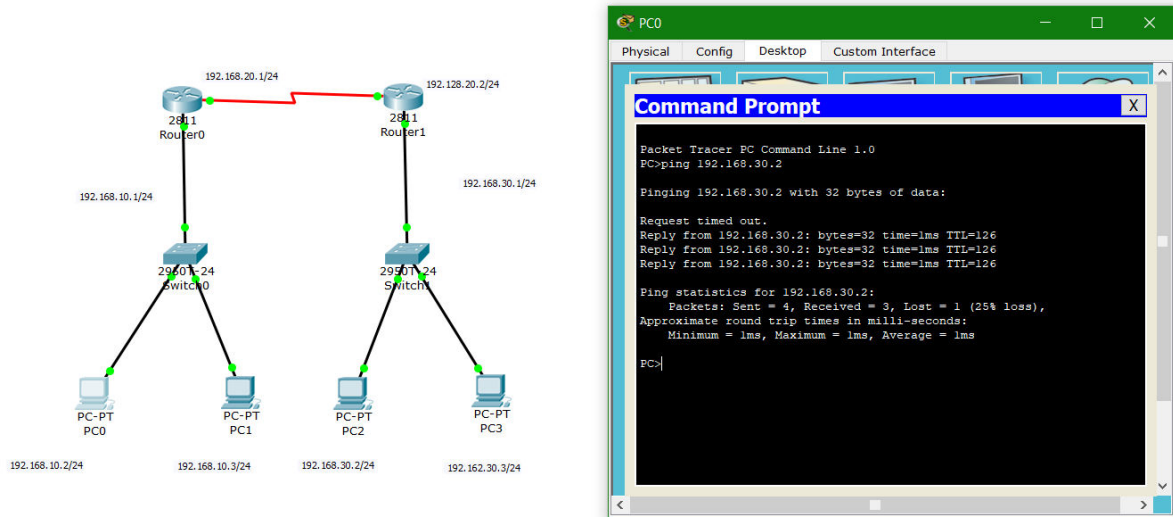 192.168.20.1/24
192.128.20.2/24
2811
Router0
2811
Router1
192.168.10.1/24
192.168.30.1/24
2950T-24
Switch0
2950T-24
Switch1
PC-PT
PC0
PC-PT
PC1
PC-PT
PC2
PC-PT
PC3
192.168.10.2/24
192.168.10.3/24
192.168.30.2/24
192.162.30.3/24
PC0
Physical Config Desktop Custom Interface
Command Prompt X
Packet Tracer PC Command Line 1.0
PC>ping 192.168.30.2
Pinging 192.168.30.2 with 32 bytes of data:
Request timed out.
Reply from 192.168.30.2: bytes=32 time=1ms TTL=126
Reply from 192.168.30.2: bytes=32 time=1ms TTL=126
Reply from 192.168.30.2: bytes=32 time=1ms TTL=126
Ping statistics for 192.168.30.2:
Packets: Sent = 4, Received = 3, Lost = 1 (25% loss),
Approximate round trip times in milli-seconds:
Minimum = 1ms, Maximum = 1ms, Average = 1ms
PC>